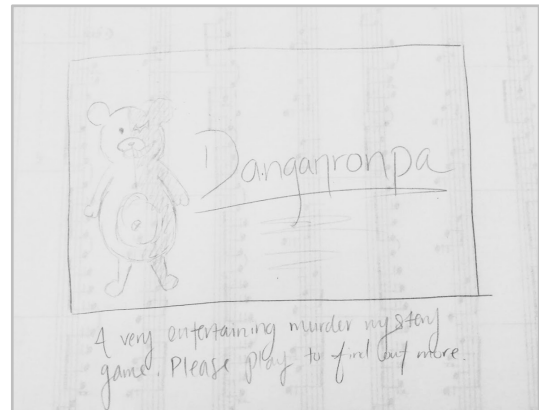 Danganronpa
A very entertaining murder mystery
game. Please play to find out more.